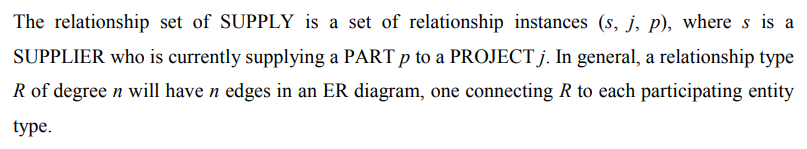 The relationship set of SUPPLY is a set of relationship instances (s, j, p), where s is a
SUPPLIER who is currently supplying a PART p to a PROJECT j. In general, a relationship type
R of degree n will have n edges in an ER diagram, one connecting R to each participating entity
type.